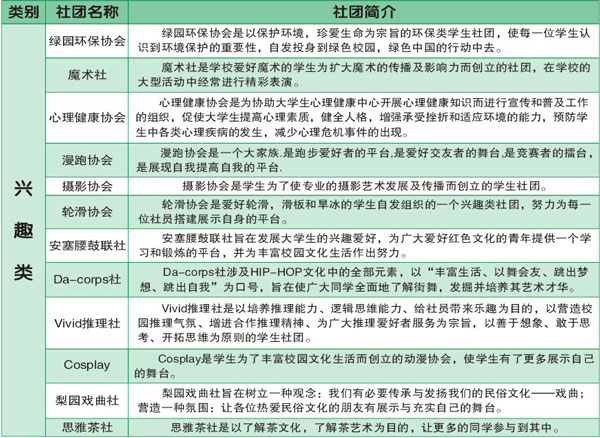 类别 社团名称 社团简介
兴趣类
绿园环保协会
绿园环保协会是以保护环境，珍爱生命为宗旨的环保类学生社团，使每一位学生认
识到环境保护的重要性，自发投身到绿色校园，绿色中国的行动中去。
魔术社
魔术社是学校爱好魔术的学生为扩大魔术的传播及影响力而创立的社团，在学校的
大型活动中经常进行精彩表演。
心理健康协会
心理健康协会是为协助大学生心理健康中心开展心理健康知识而进行宣传和普及工作
的组织，促使大学生提高心理素质，健全人格，增强承受挫折和适应环境的能力，预防学
生中各类心理疾病的发生，减少心理危机事件的出现。
漫跑协会
漫跑协会是一个大家族.是跑步爱好者的平台,是爱好交友者的舞台,是竞赛者的擂台，
是展现自我提高自我的平台.
摄影协会
摄影协会是学生为了使专业的摄影艺术发展及传播而创立的学生社团。
轮滑协会
轮滑协会是爱好轮滑，滑板和旱冰的学生自发组织的一个兴趣类社团，努力为每一
位社员搭建展示自身的平台。
安塞腰鼓联社
安塞腰鼓联社旨在发展大学生的兴趣爱好，为广大爱好红色文化的青年提供一个学
习和锻炼的平台，并为丰富校园文化生活作出努力。
Da-corps社
Da-corps社涉及HIP-HOP文化中的全部元素，以“丰富生活、以舞会友、跳出梦
想、跳出自我”为口号，旨在使广大同学全面地了解街舞，发掘并培养其艺术才华。
Vivid推理社
Vivid推理社是以培养推理能力、逻辑思维能力、给社员带来乐趣为目的，以营造校
园推理气氛、增进合作推理精神、为广大推理爱好者服务为宗旨，以善于想象、敢于思
考、开拓思维为原则的学生社团。
Cosplay
Cosplay是学生为了丰富校园文化生活而创立的动漫协会，使学生有了更多展示自己
的舞台。
梨园戏曲社
梨园戏曲社旨在树立一种观念：我们有必要传承与发扬我们的民俗文化——戏曲；
营造一种氛围：让各位热爱民俗文化的朋友有展示与充实自己的舞台。
思雅茶社
思雅茶社是以了解茶文化，了解茶艺术为目的，让更多的同学参与到其中。